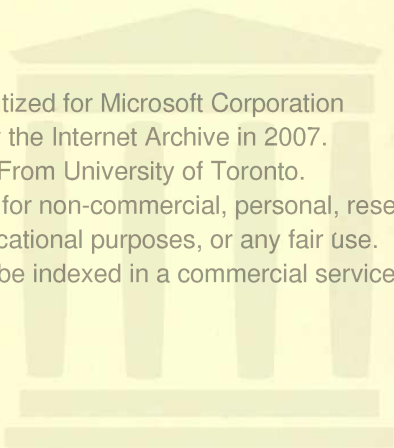 tized for Microsoft Corporation
the Internet Archive in 2007.
From University of Toronto.
for non-commercial, personal, rese
cational purposes, or any fair use.
be indexed in a commercial service